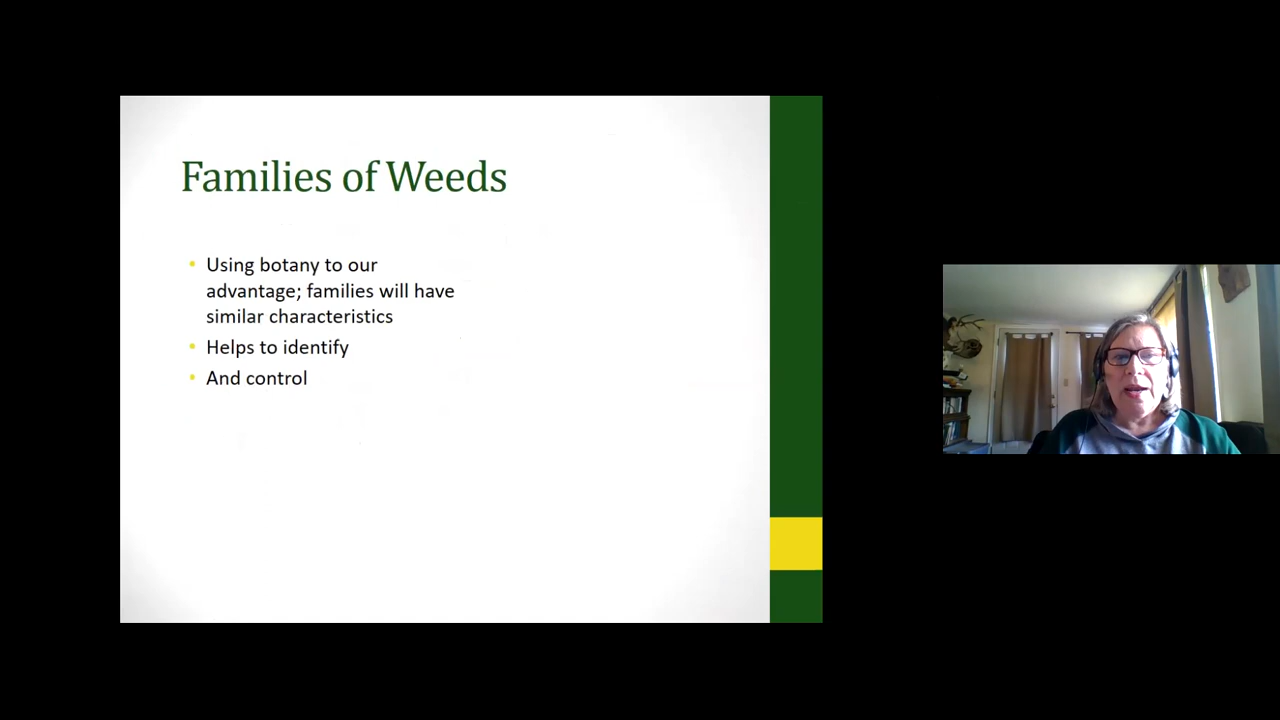 Families of Weeds
Using botany to our
advantage; families will have
similar characteristics
Helps to identify
And control